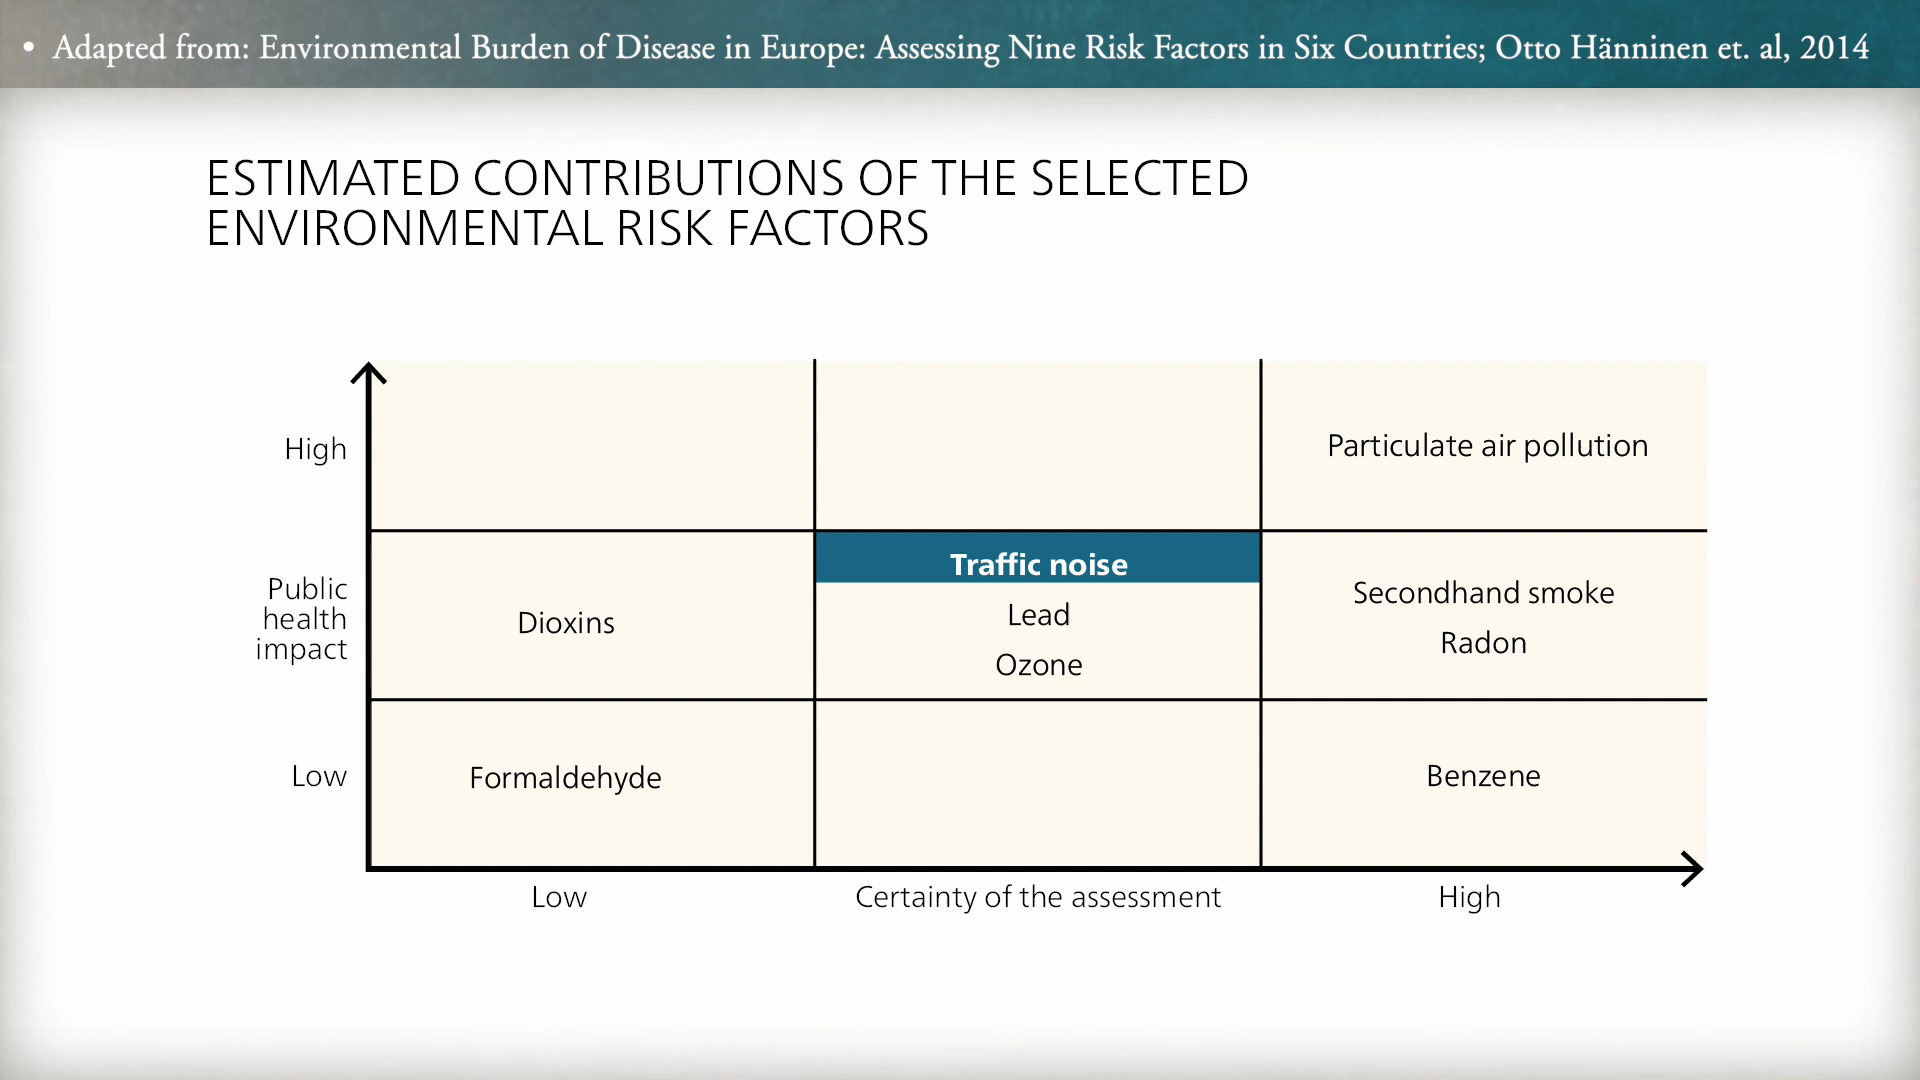 • Adapted from: Environmental Burden of Disease in Europe: Assessing Nine Risk Factors in Six Countries; Otto Hänninen et. al, 2014
ESTIMATED CONTRIBUTIONS OF THE SELECTED
ENVIRONMENTAL RISK FACTORS
High
Particulate air pollution
Public
health
impact
Dioxins
Traffic noise
Lead
Ozone
Secondhand smoke
Radon
Low
Formaldehyde
Benzene
Low
Certainty of the assessment
High